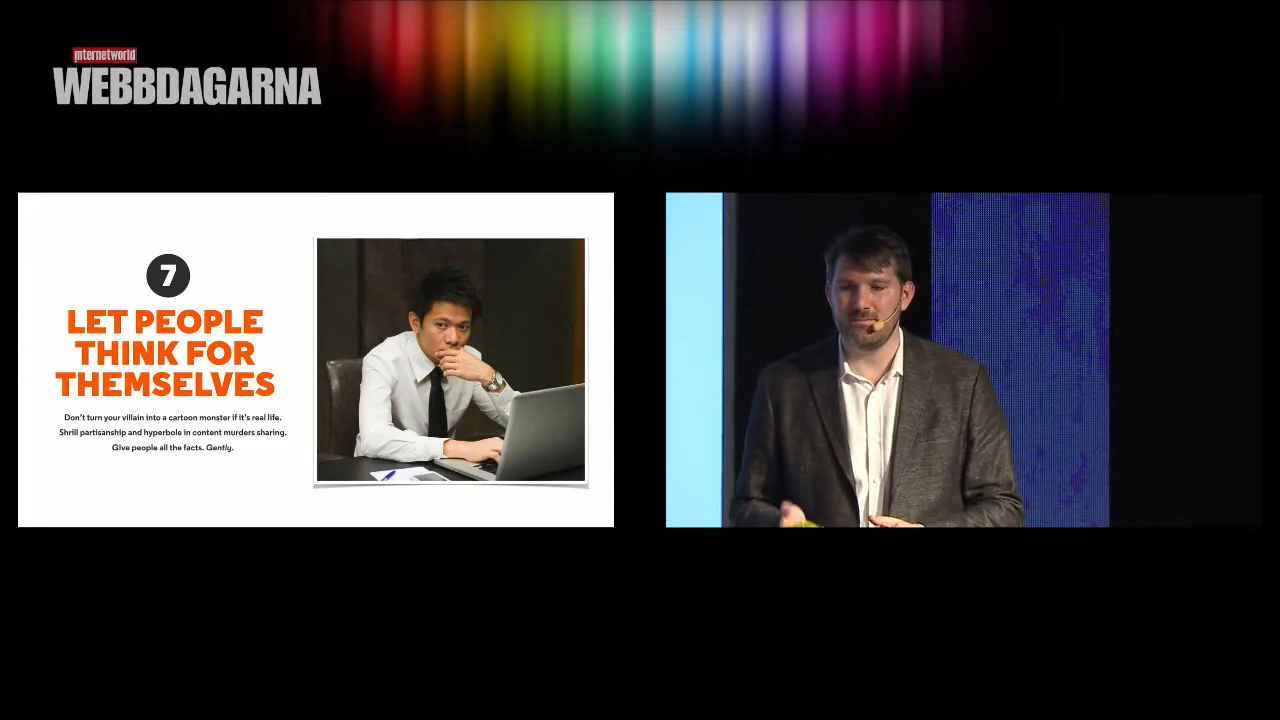 internetworld
WEBBDAGARNA
7
LET PEOPLE
THINK FOR
THEMSELVES
Don't turn your villain into a cartoon monster if it's real life.
Shrill partisanship and hyperbole in content murders sharing.
Give people all the facts. Gently.